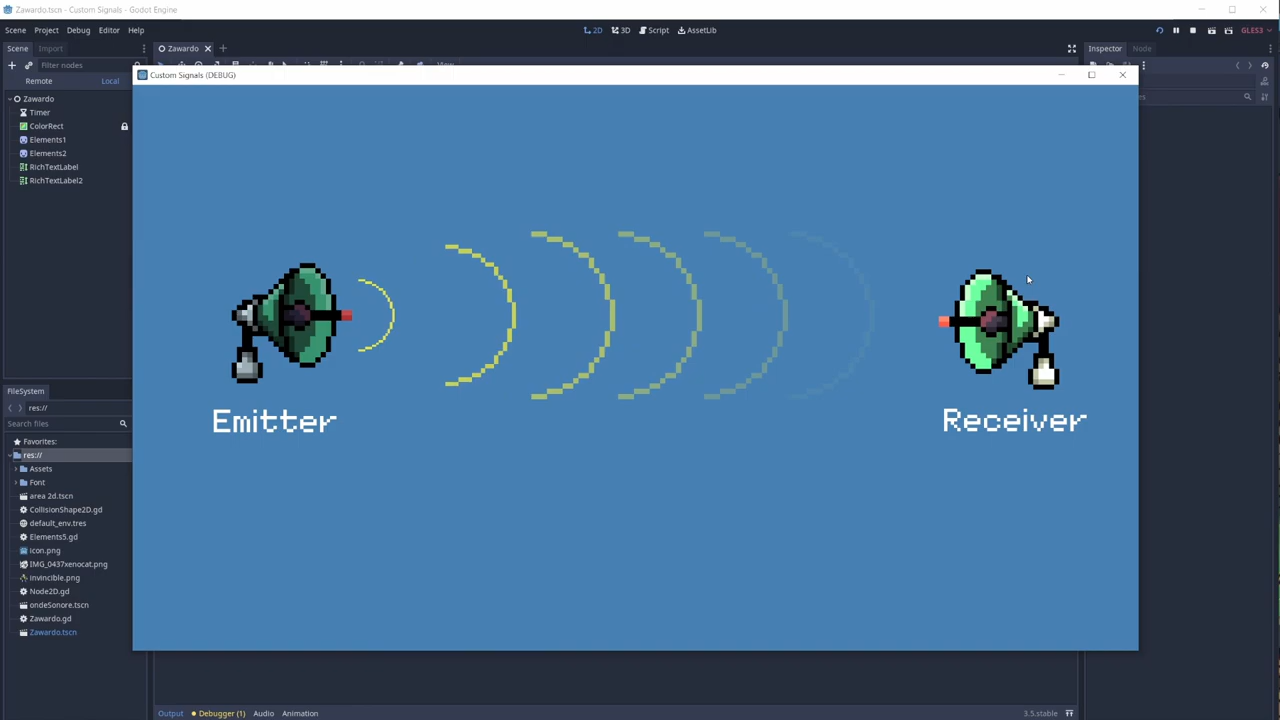 Zawardo.tscn - Custom Signals - Godot Engine
Scene Project Debug Editor Help
2D 3D Script AssetLib
GLES3
Scene Import
Zawardo
Inspector Node
Filter nodes
View
Remote Local
Custom Signals (DEBUG)
Zawardo
Timer
ColorRect
Elements1
Elements2
RichTextLabel
RichTextLabel2
Emitter
Receiver
FileSystem
res://
Search files
Favorites:
res://
Assets
Font
area 2d.tscn
CollisionShape2D.gd
default_env.tres
Elements5.gd
icon.png
IMG_0437xenocat.png
invincible.png
Node2D.gd
ondeSonore.tscn
Zawardo.gd
Zawardo.tscn
Output Debugger (1) Audio Animation
3.5.stable